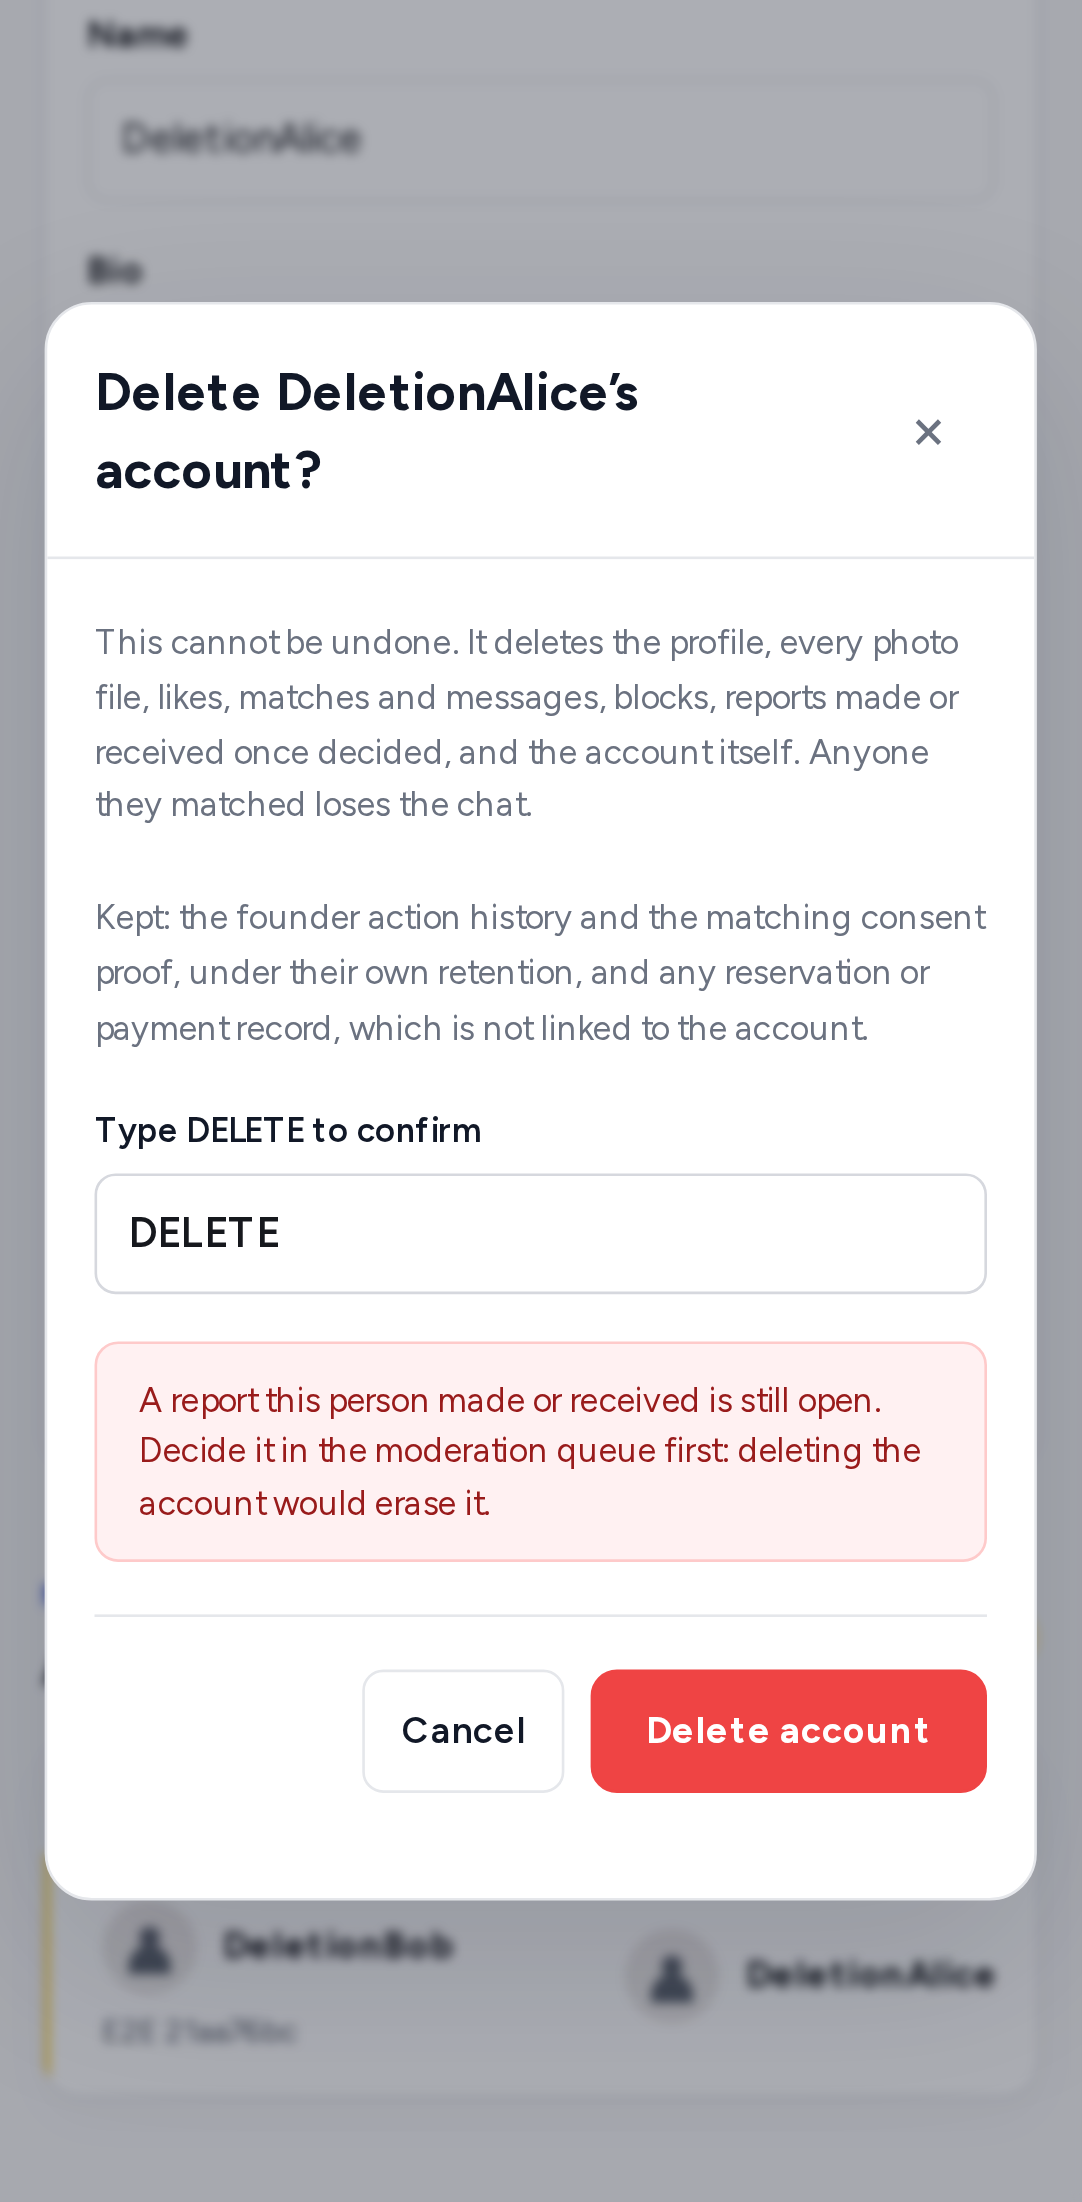 Name
DeletionAlice
Bio
Delete DeletionAlice’s
account?
This cannot be undone. It deletes the profile, every photo
file, likes, matches and messages, blocks, reports made or
received once decided, and the account itself. Anyone
they matched loses the chat.
Kept: the founder action history and the matching consent
proof, under their own retention, and any reservation or
payment record, which is not linked to the account.
Type DELETE to confirm
DELETE
A report this person made or received is still open.
Decide it in the moderation queue first: deleting the
account would erase it.
Cancel
Delete account
DeletionBob
DeletionAlice
E2E